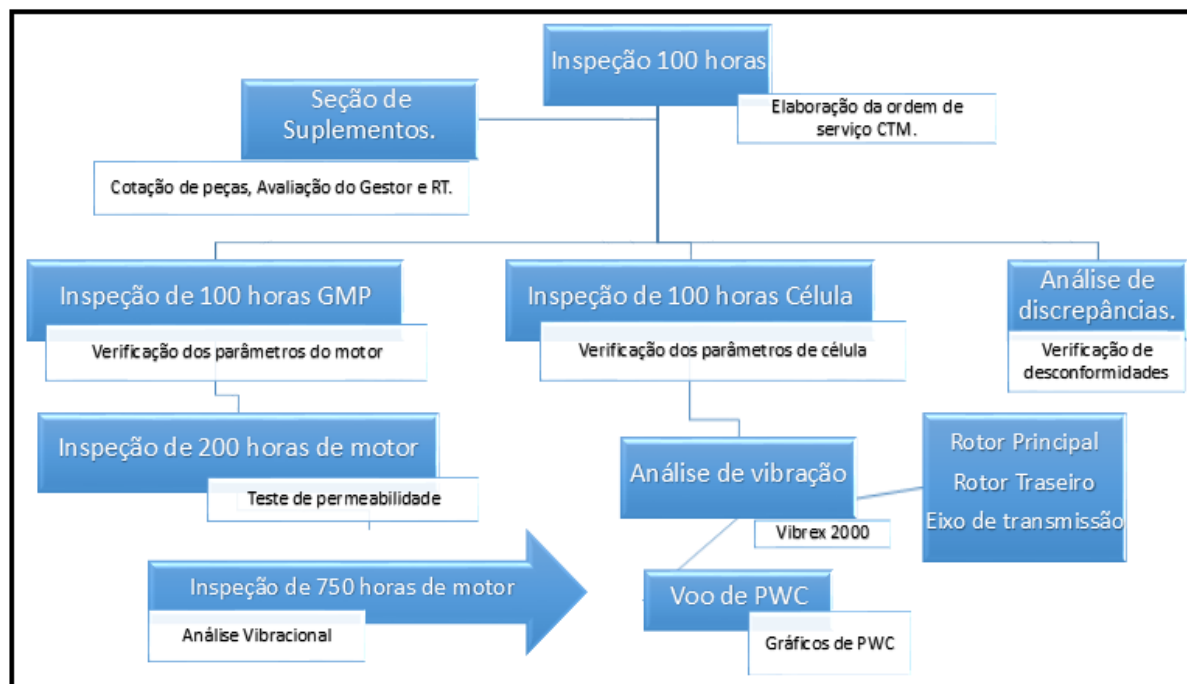 Inspeção 100 horas
Elaboração da ordem de
serviço CTM.
Seção de
Suplementos.
Cotação de peças, Avaliação do Gestor e RT.
Inspeção de 100 horas GMP
Verificação dos parâmetros do motor
Inspeção de 100 horas Célula
Verificação dos parâmetros de célula
Análise de
discrepâncias.
Verificação de
desconformidades
Inspeção de 200 horas de motor
Teste de permeabilidade
Análise de vibração
Vibrex 2000
Rotor Principal
Rotor Traseiro
Eixo de transmissão
Inspeção de 750 horas de motor
Análise Vibracional
Voo de PWC
Gráficos de PWC